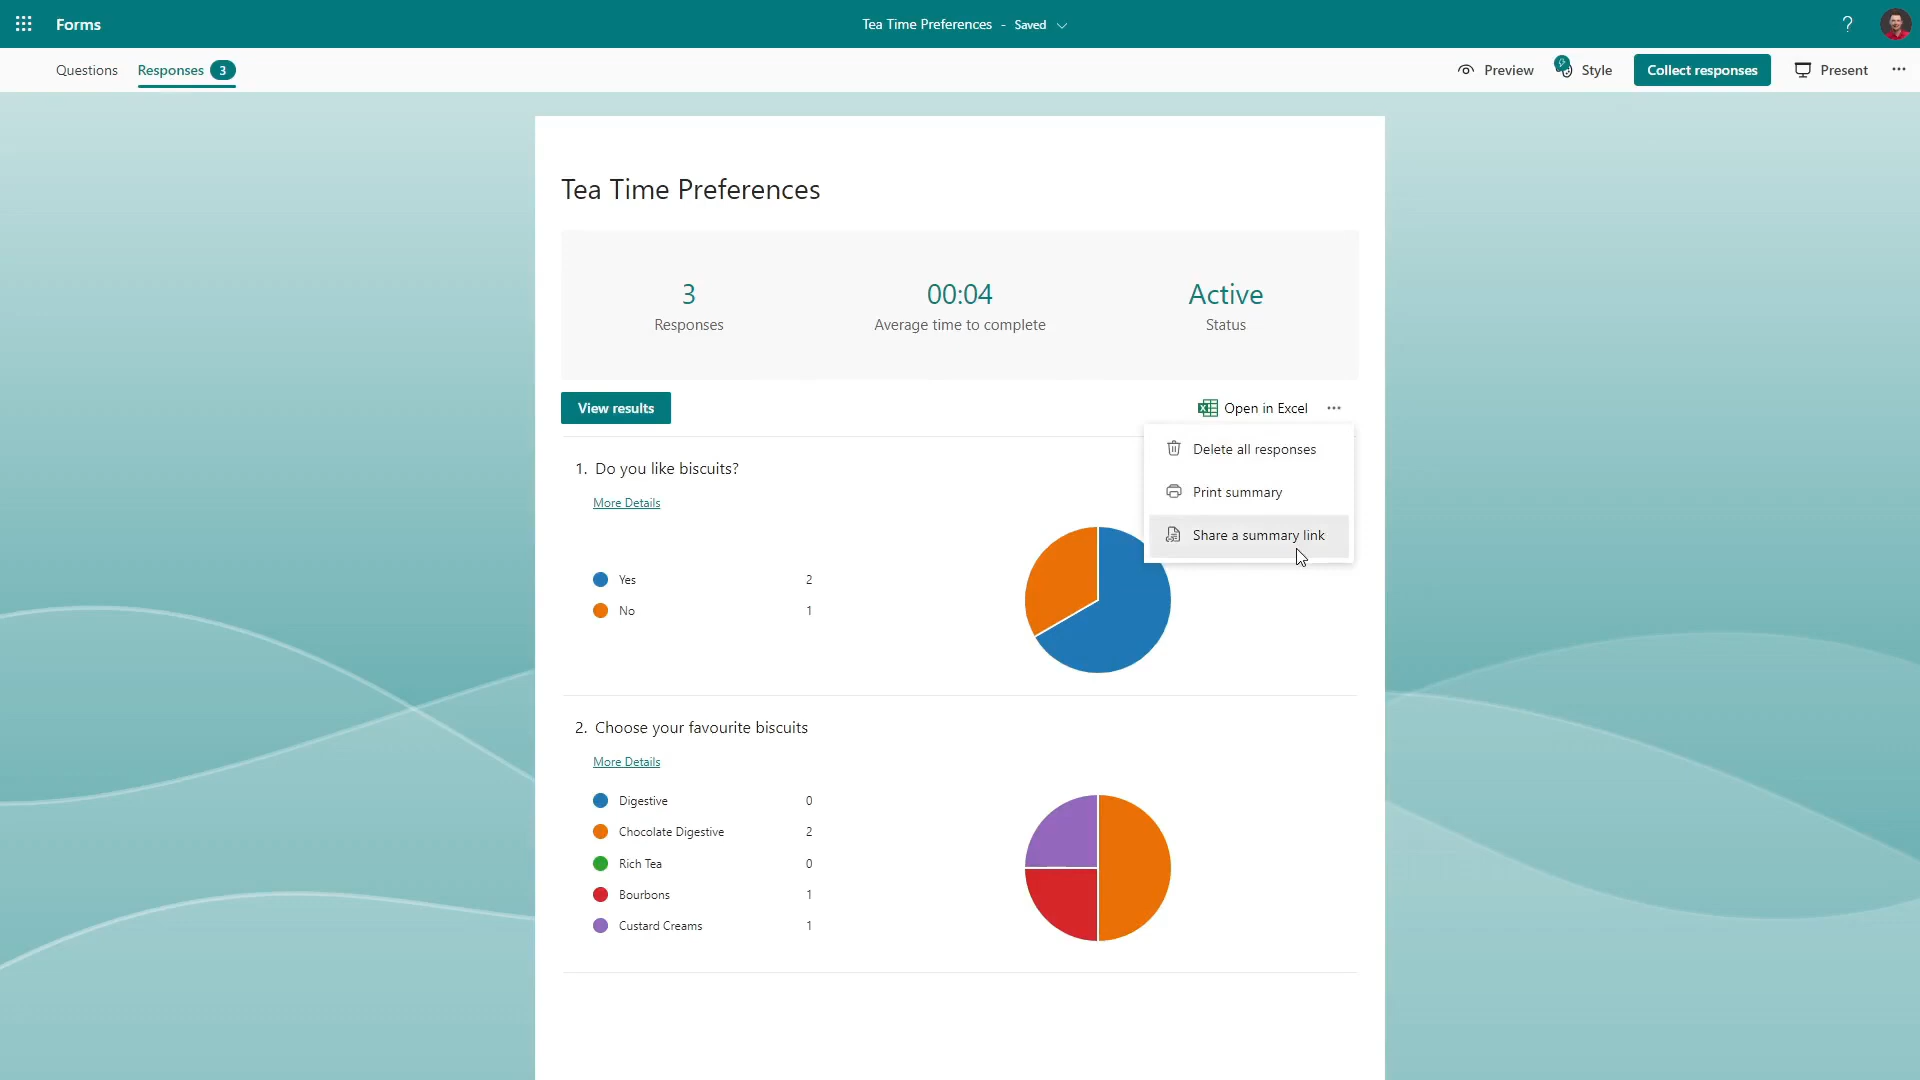 Forms
Tea Time Preferences - Saved
?
Questions
Responses 3
Preview
Style
Collect responses
Present
Tea Time Preferences
3
Responses
00:04
Average time to complete
Active
Status
View results
Open in Excel
Delete all responses
Print summary
Share a summary link
1. Do you like biscuits?
More Details
Yes 2
No 1
2. Choose your favourite biscuits
More Details
Digestive 0
Chocolate Digestive 2
Rich Tea 0
Bourbons 1
Custard Creams 1